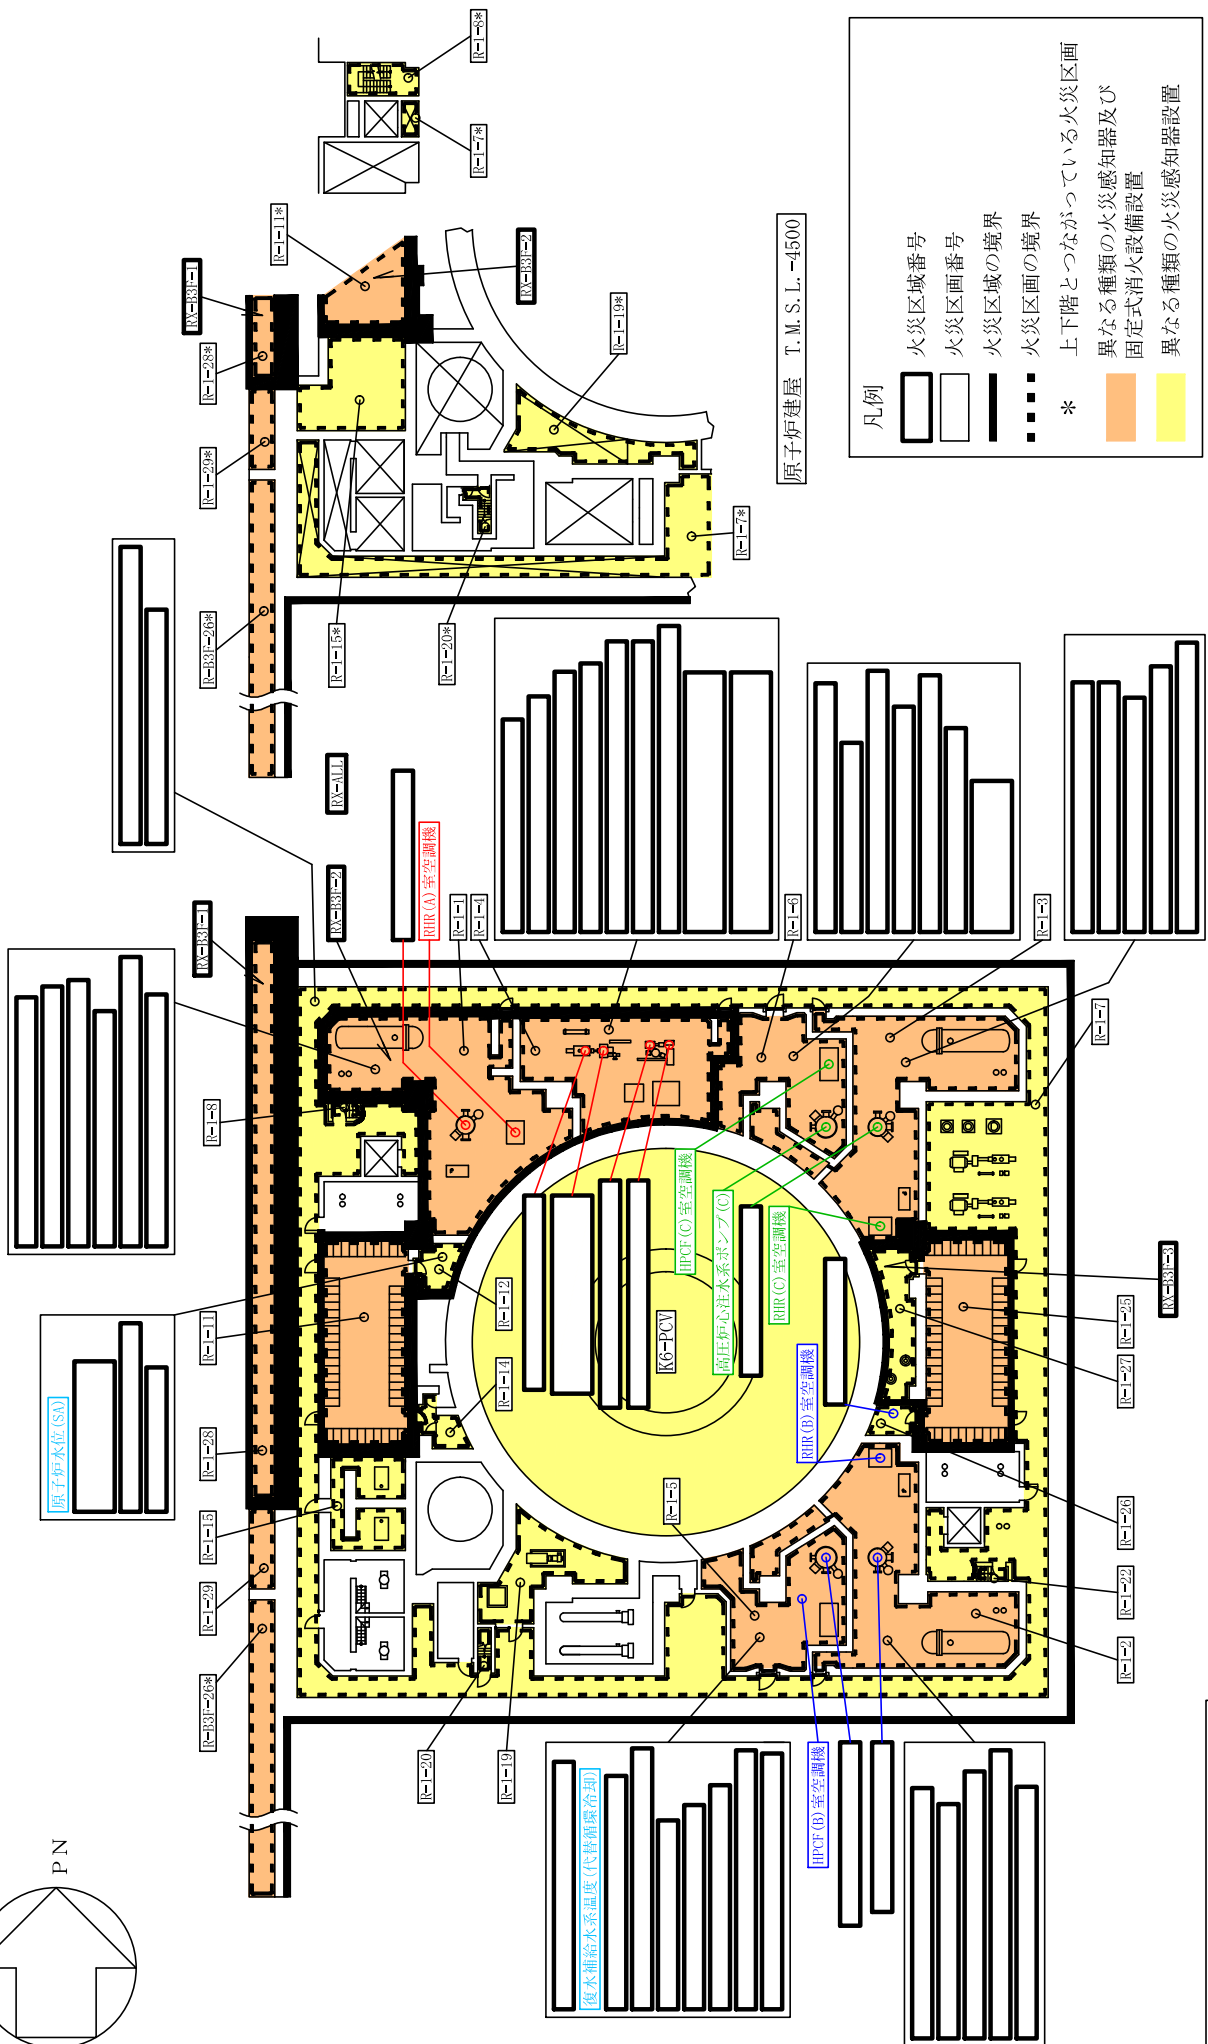 PN
R-B3F-26*
R-1-29
R-1-15
R-1-28
R-1-11
R-1-8
RX-B3F-1
RX-B3F-2
RX-ALL
原子炉水位(SA)
RHR(A)室空調機
R-1-1
R-1-4
R-1-6
R-1-3
R-1-7
R-1-12
R-1-14
K6-PCV
HPCF(C)室空調機
高圧炉心注水系ポンプ(C)
RHR(C)室空調機
RHR(B)室空調機
R-1-5
R-1-20
R-1-19
復水補給水系温度(代替循環冷却)
HPCF(B)室空調機
R-1-2
R-1-22
R-1-26
R-1-27
R-1-25
RX-B3F-3
R-B3F-26*
R-1-29*
R-1-28*
RX-B3F-1
R-1-11*
RX-B3F-2
R-1-15*
R-1-20*
R-1-19*
R-1-7*
R-1-7*
R-1-8*
原子炉建屋 T.M.S.L.-4500
凡例
火災区域番号
火災区画番号
火災区域の境界
火災区画の境界
* 上下階とつながっている火災区画
異なる種類の火災感知器及び
固定式消火設備設置
異なる種類の火災感知器設置